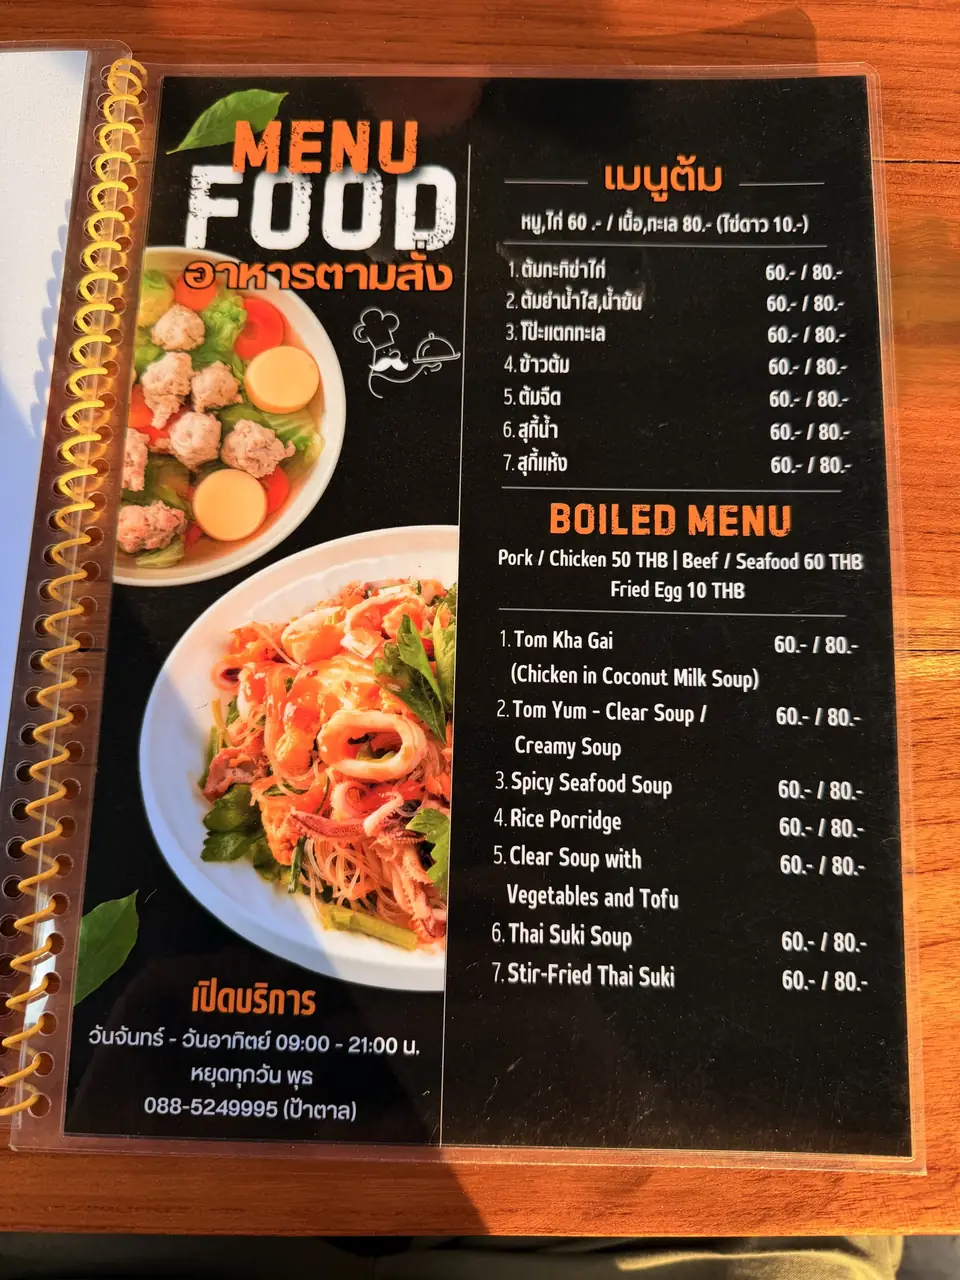 MENU
FOOD
อาหารตามสั่ง
เปิดบริการ
วันจันทร์ - วันอาทิตย์ 09:00 - 21:00 น.
หยุดทุกวัน พุธ
088-5249995 (ป้าตาล)
เมนูต้ม
หมู,ไก่ 60 .- / เนื้อ,ทะเล 80.- (ไข่ดาว 10.-)
1. ต้มกะทิข่าไก่ 60.- / 80.-
2. ต้มยำน้ำใส,น้ำข้น 60.- / 80.-
3. โป๊ะแตกทะเล 60.- / 80.-
4. ข้าวต้ม 60.- / 80.-
5. ต้มจืด 60.- / 80.-
6. สุกี้น้ำ 60.- / 80.-
7. สุกี้แห้ง 60.- / 80.-
BOILED MENU
Pork / Chicken 50 THB | Beef / Seafood 60 THB
Fried Egg 10 THB
1. Tom Kha Gai 60.- / 80.-
(Chicken in Coconut Milk Soup)
2. Tom Yum - Clear Soup / 60.- / 80.-
Creamy Soup
3. Spicy Seafood Soup 60.- / 80.-
4. Rice Porridge 60.- / 80.-
5. Clear Soup with 60.- / 80.-
Vegetables and Tofu
6. Thai Suki Soup 60.- / 80.-
7. Stir-Fried Thai Suki 60.- / 80.-